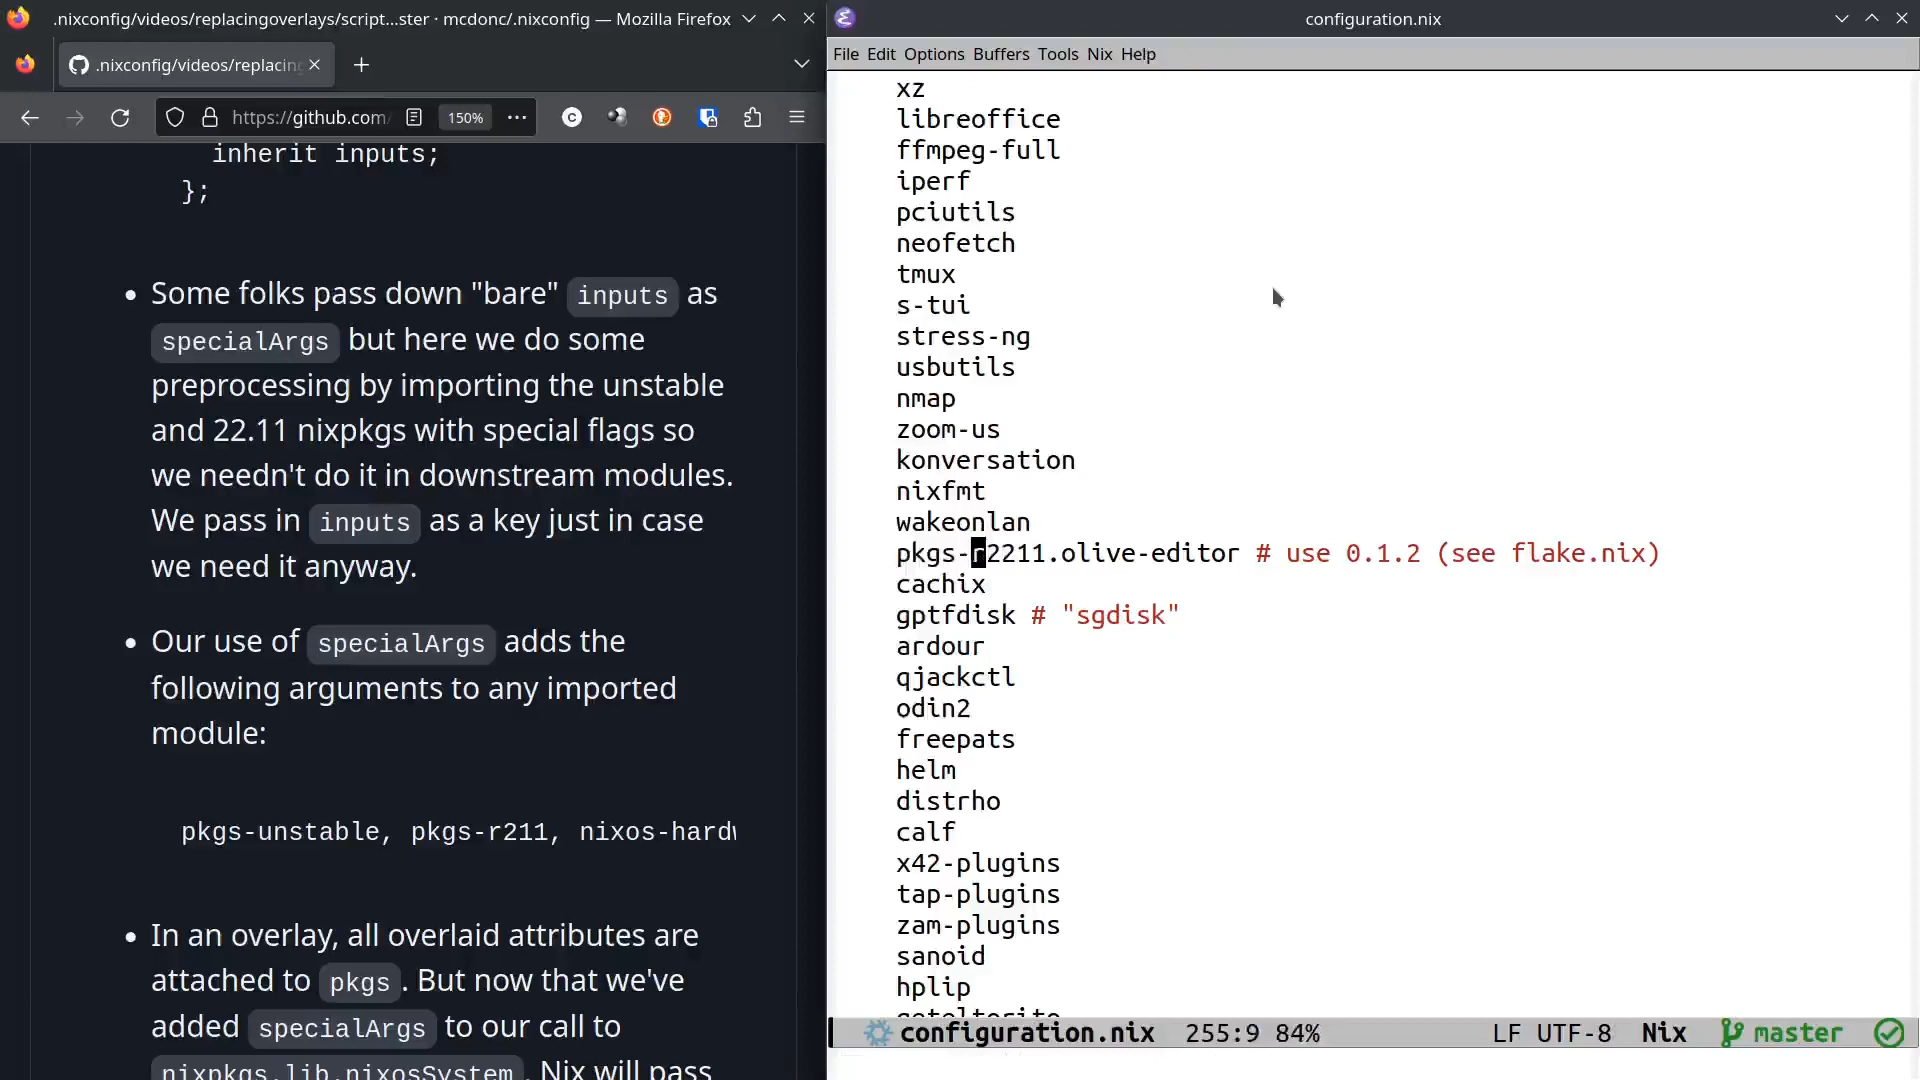 .nixconfig/videos/replacingoverlays/script...ster · mcdonc/.nixconfig — Mozilla Firefox
.nixconfig/videos/replacing
https://github.com/
150%
inherit inputs;
};
• Some folks pass down "bare" inputs as
specialArgs but here we do some
preprocessing by importing the unstable
and 22.11 nixpkgs with special flags so
we needn't do it in downstream modules.
We pass in inputs as a key just in case
we need it anyway.
• Our use of specialArgs adds the
following arguments to any imported
module:
pkgs-unstable, pkgs-r211, nixos-hardw
• In an overlay, all overlaid attributes are
attached to pkgs. But now that we've
added specialArgs to our call to
nixpkgs.lib.nixosSystem, Nix will pass
configuration.nix
File Edit Options Buffers Tools Nix Help
xz
libreoffice
ffmpeg-full
iperf
pciutils
neofetch
tmux
s-tui
stress-ng
usbutils
nmap
zoom-us
konversation
nixfmt
wakeonlan
pkgs-r2211.olive-editor # use 0.1.2 (see flake.nix)
cachix
gptfdisk # "sgdisk"
ardour
qjackctl
odin2
freepats
helm
distrho
calf
x42-plugins
tap-plugins
zam-plugins
sanoid
hplip
configuration.nix 255:9 84% LF UTF-8 Nix master